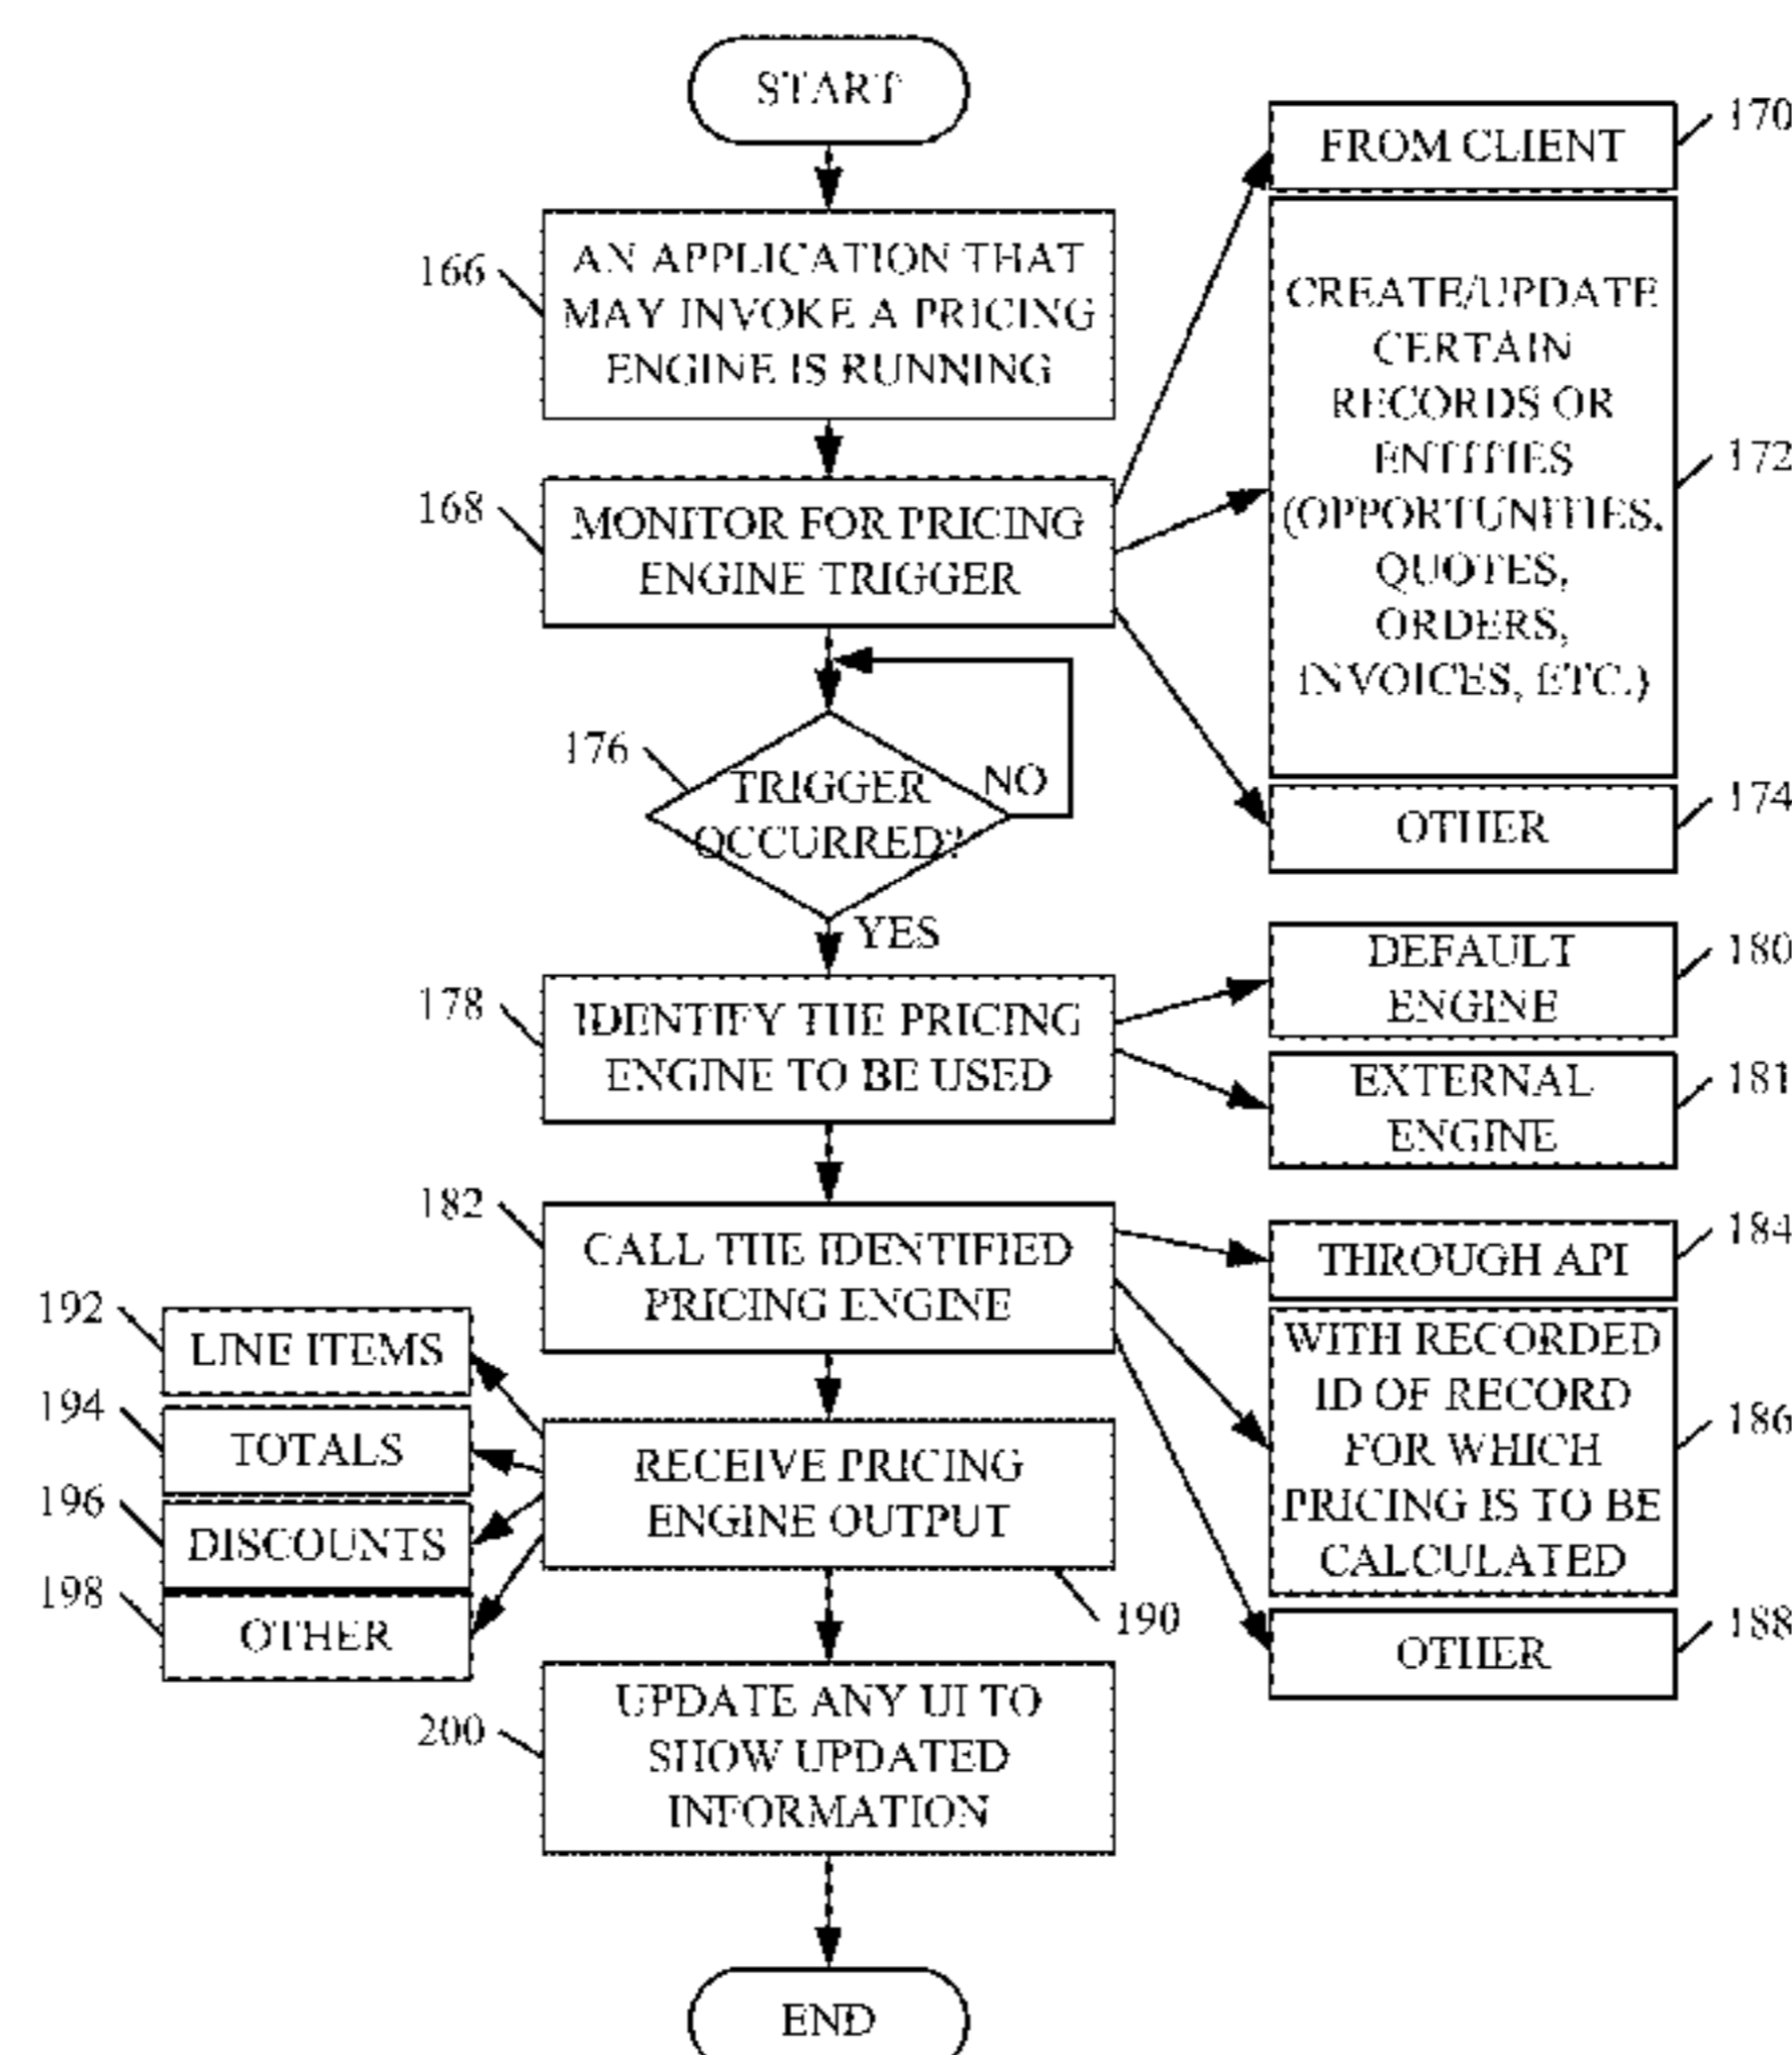 START
170
FROM CLIENT
166
AN APPLICATION THAT
MAY INVOKE A PRICING
ENGINE IS RUNNING
CREATE/UPDATE
CERTAIN
RECORDS OR
ENTITIES
(OPPORTUNITIES,
QUOTES,
ORDERS,
INVOICES, ETC.)
172
168
MONITOR FOR PRICING
ENGINE TRIGGER
176
TRIGGER
OCCURRED?
NO
174
OTHER
YES
178
IDENTIFY THE PRICING
ENGINE TO BE USED
DEFAULT
ENGINE
180
EXTERNAL
ENGINE
181
182
CALL THE IDENTIFIED
PRICING ENGINE
THROUGH API
184
WITH RECORDED
ID OF RECORD
FOR WHICH
PRICING IS TO BE
CALCULATED
186
OTHER
188
192
LINE ITEMS
194
TOTALS
196
DISCOUNTS
198
OTHER
RECEIVE PRICING
ENGINE OUTPUT
190
200
UPDATE ANY UI TO
SHOW UPDATED
INFORMATION
END